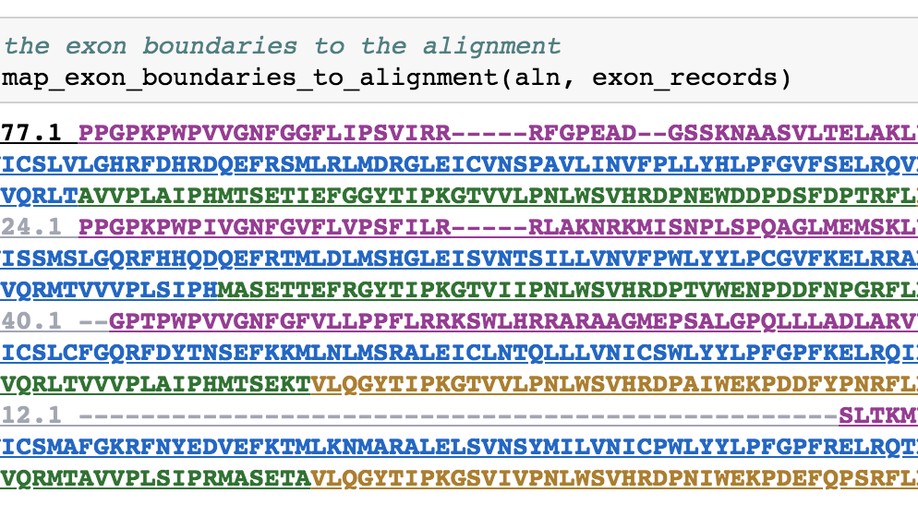 the exon boundaries to the alignment
map_exon_boundaries_to_alignment(aln, exon_records)
77.1 PPGPKPWPVVGNFGGFLIPSVIRR-----RFGPEAD--GSSKNAASVLTELAKL
ICSLVLGHRFDHRDQEFRSMLRLMDRGLEICVNSPAVLINVFPLLYHLPFGVFSELRQV
VQRLTAVVPLAIPHMTSETIEFGGYTIPKGTVVLPNLWSVHRDPNEWDDPDSFDPTRFL
24.1 PPGPKPWPIVGNFGVFLVPSFILR-----RLAKNRKMISNPLSPQAGLMEMSKL
ISSMSLGQRFHHQDQEFRTMLDLMSHGLEISVNTSILLVNVFPWLYYLPCGVFKELRRA
VQRMTVVVPLSIPHMASETTEFRGYTIPKGTVIIPNLWSVHRDPTVWENPDDFNPGRFL
40.1 --GPTPWPVVGNFGFVLLPPFLRRKSWLHRRARAAGMEPSALGPQLLLADLARV
ICSLCFGQRFDYTNSEFKKMLNLMSRALEICLNTQLLLVNICSWLYYLPFGPFKELRQI
VQRLTVVVPLAIPHMTSEKTVLQGYTIPKGTVVLPNLWSVHRDPAIWEKPDDFYPNRFL
12.1 ---------------------------------------------------SLTKM
ICSMAFGKRFNYEDVEFKTMLKNMARALELSVNSYMILVNICPWLYYLPFGPFRELRQT
VQRMTAVVPLSIPRMASETAVLQGYTIPKGSVIVPNLWSVHRDPNIWEKPDEFQPSRFL